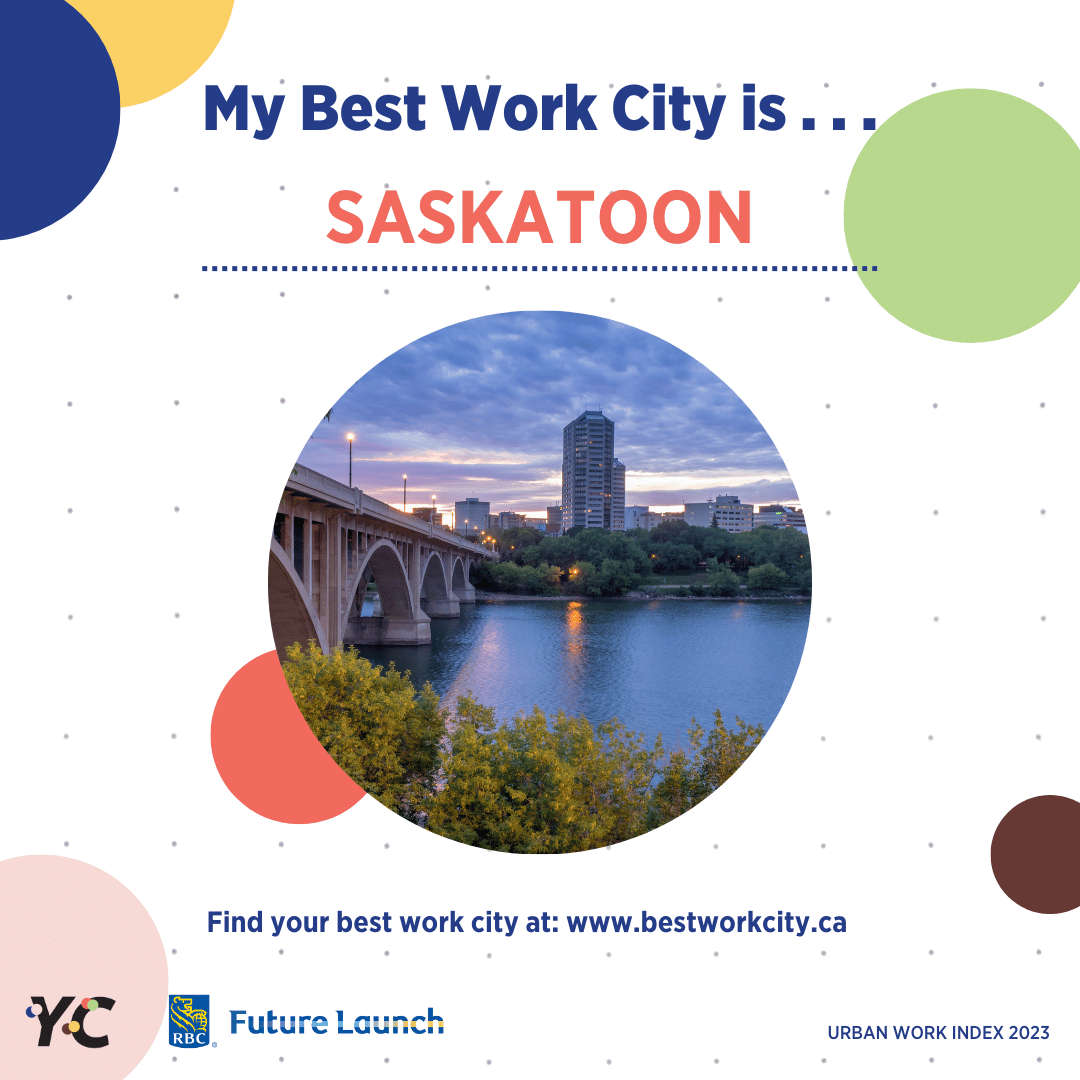 My Best Work City is . . .
SASKATOON
Find your best work city at: www.bestworkcity.ca
YC
RBC
®
Future Launch
URBAN WORK INDEX 2023